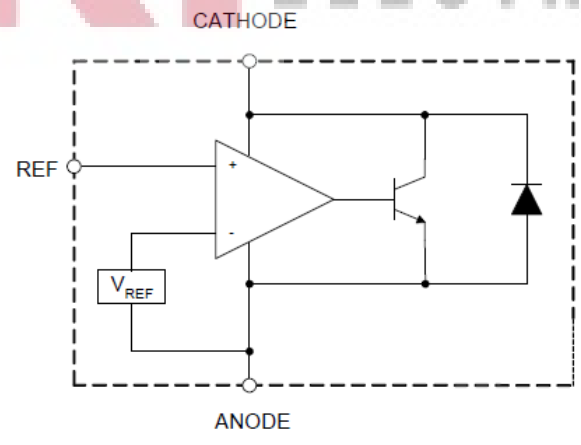 CATHODE
REF
+
-
VREF
ANODE